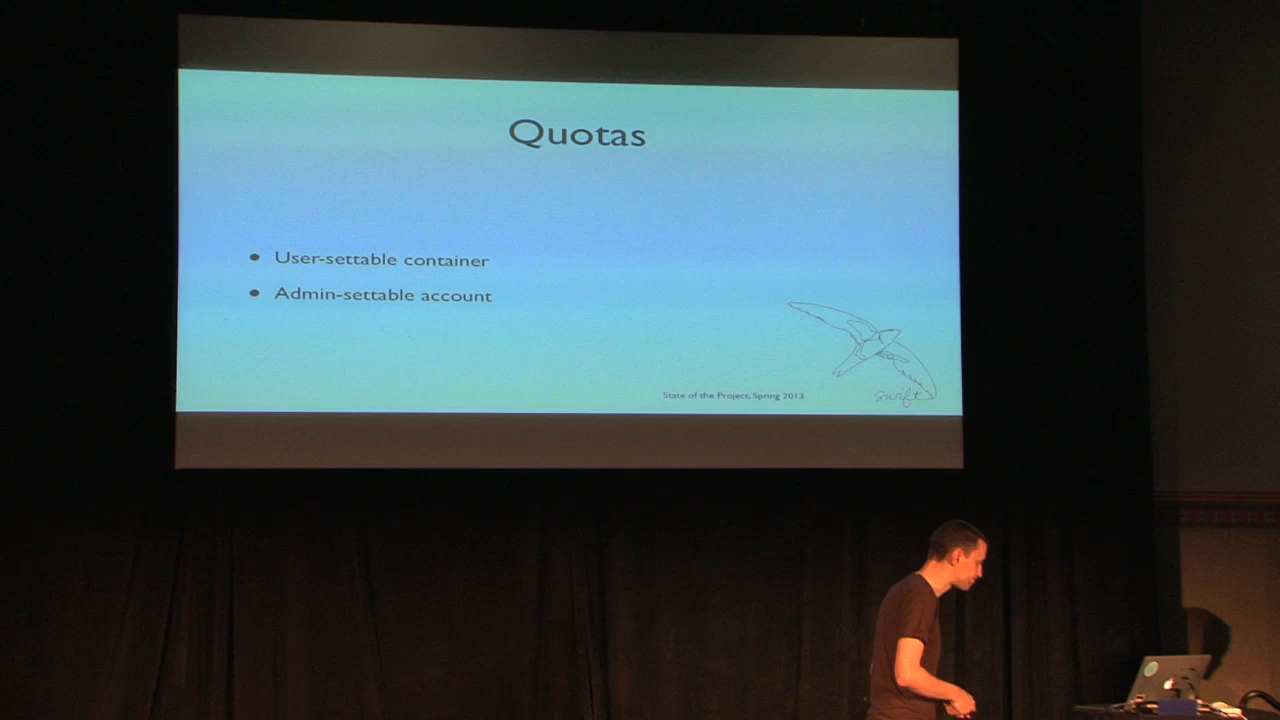 Quotas
• User-settable container
• Admin-settable account
State of the Project, Spring 2013
Swift